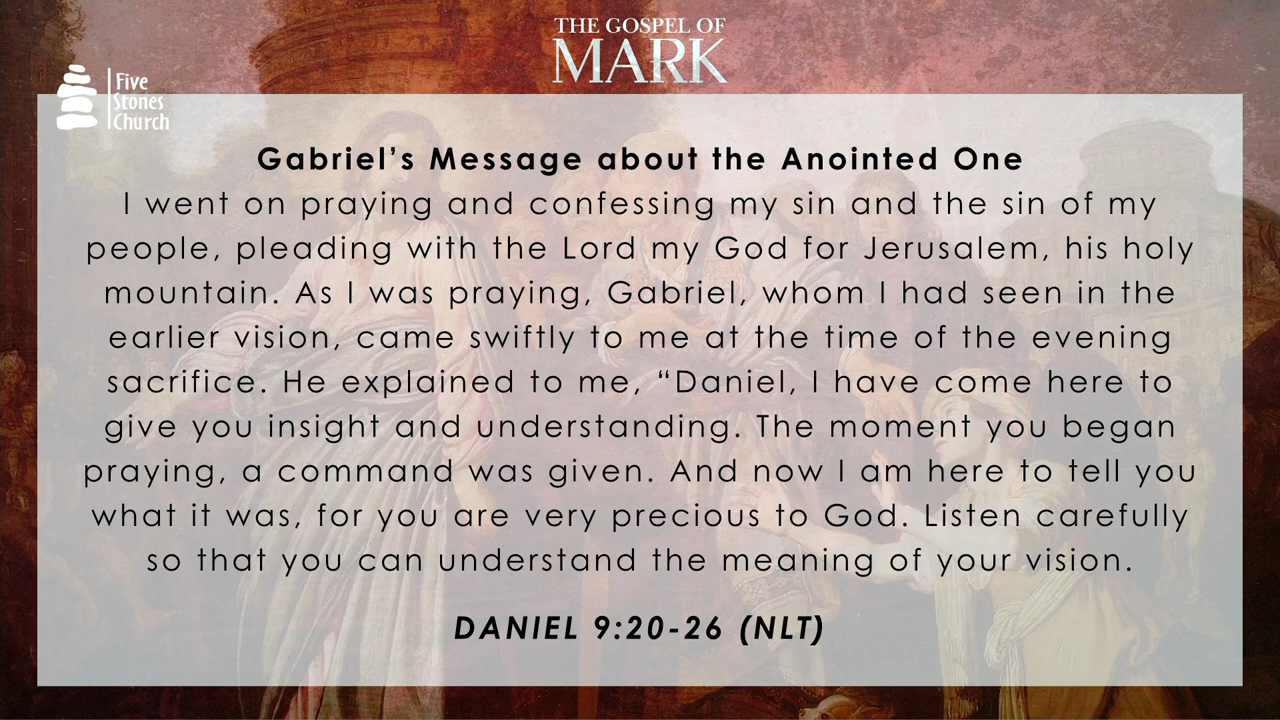 THE GOSPEL OF
MARK
Five
Stones
Church
Gabriel’s Message about the Anointed One
I went on praying and confessing my sin and the sin of my
people, pleading with the Lord my God for Jerusalem, his holy
mountain. As I was praying, Gabriel, whom I had seen in the
earlier vision, came swiftly to me at the time of the evening
sacrifice. He explained to me, “Daniel, I have come here to
give you insight and understanding. The moment you began
praying, a command was given. And now I am here to tell you
what it was, for you are very precious to God. Listen carefully
so that you can understand the meaning of your vision.
DANIEL 9:20-26 (NLT)